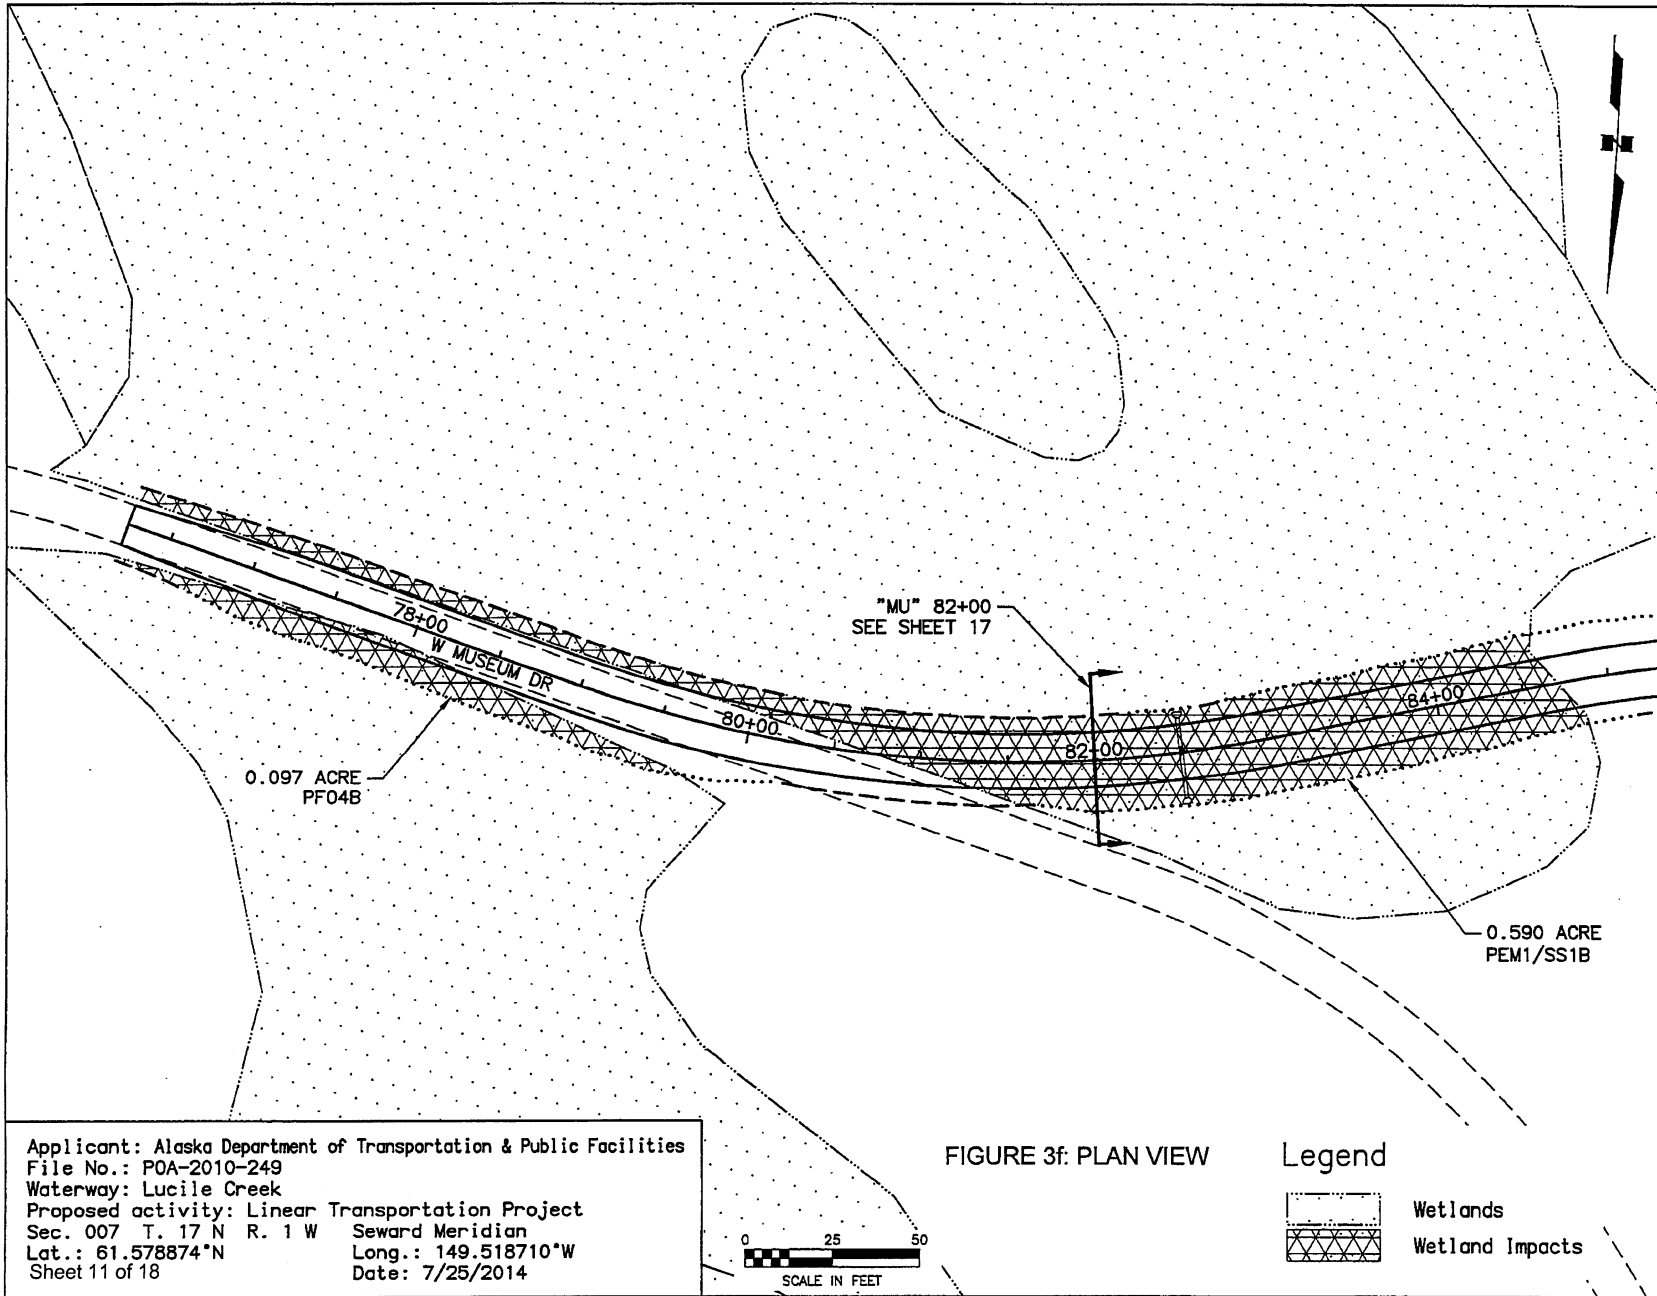 "MU" 82+00
SEE SHEET 17
78+00
W MUSEUM DR
80+00
82+00
84+00
0.097 ACRE
PF04B
0.590 ACRE
PEM1/SS1B
N
Applicant: Alaska Department of Transportation & Public Facilities
File No.: POA-2010-249
Waterway: Lucile Creek
Proposed activity: Linear Transportation Project
Sec. 007 T. 17 N R. 1 W Seward Meridian
Lat.: 61.578874°N Long.: 149.518710°W
Sheet 11 of 18 Date: 7/25/2014
FIGURE 3f: PLAN VIEW
0 25 50
SCALE IN FEET
Legend
Wetlands
Wetland Impacts